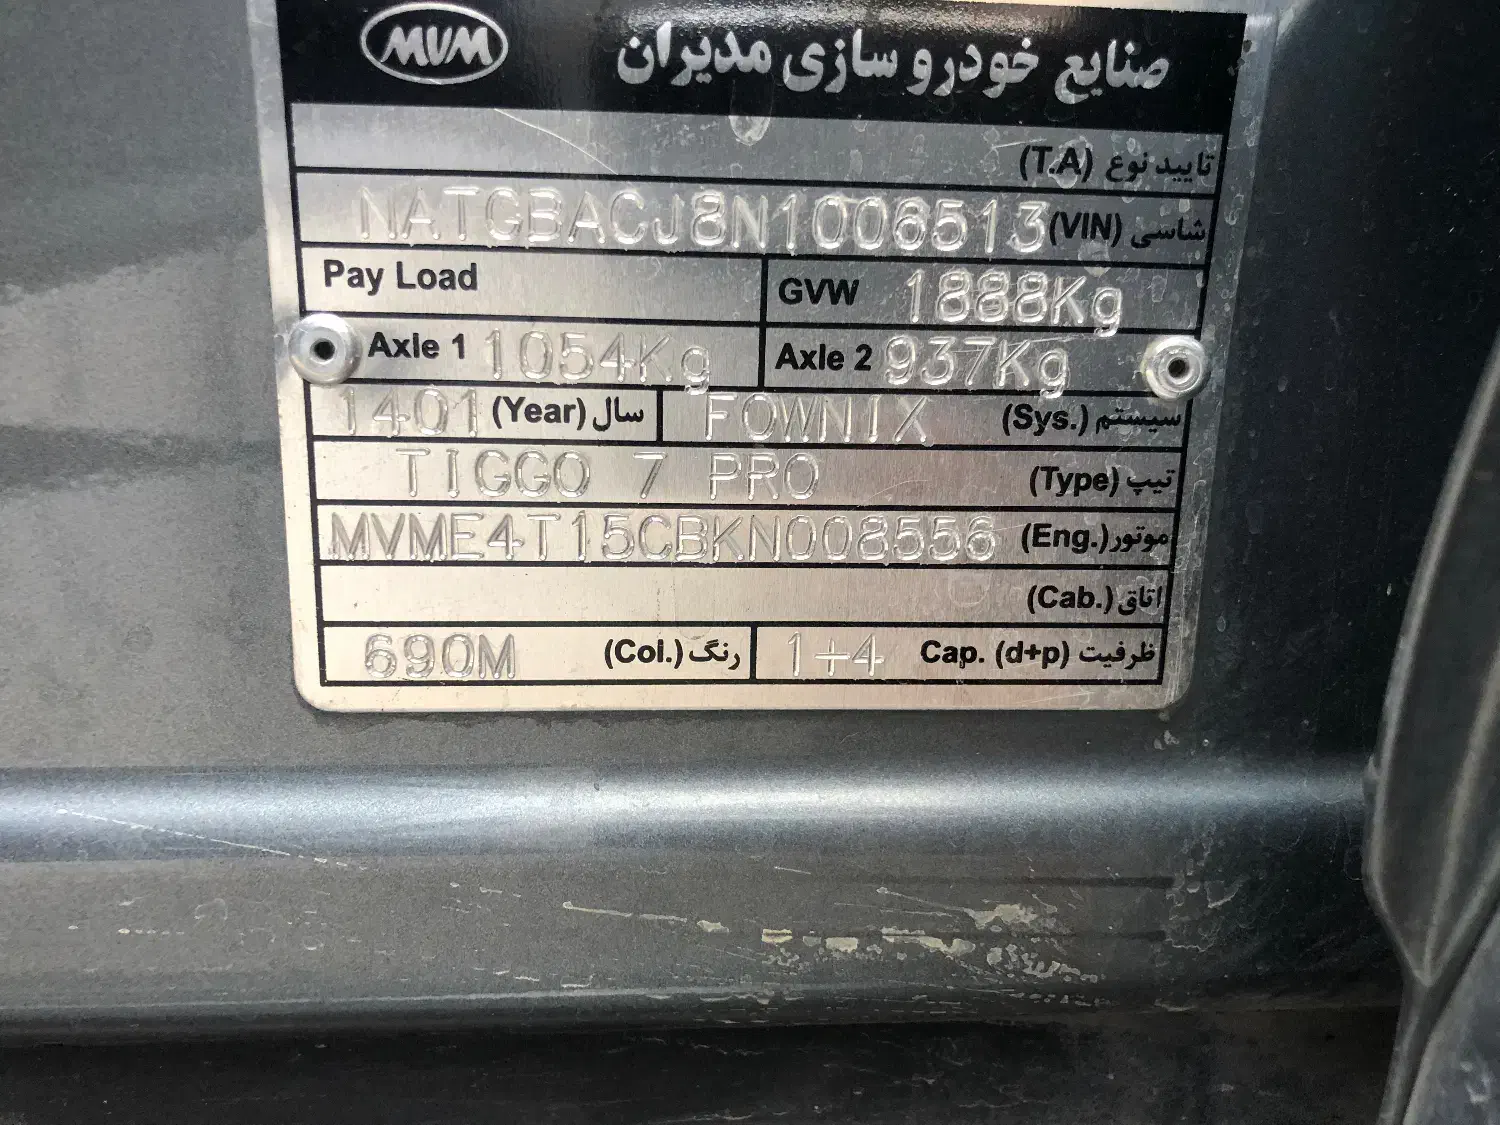 MVM صنایع خودرو سازی مدیران
تایید نوع (T.A)
شاسی (VIN) NATGBACJ8N1006513
Pay Load GVW 1888Kg
Axle 1 1054Kg Axle 2 937Kg
سیستم (Sys.) FOWNIX سال (Year) 1401
تیپ (Type) TIGGO 7 PRO
موتور (Eng.) MVME4T15CBKN008556
اتاق (Cab.)
ظرفیت Cap. (d+p) 1+4 رنگ (Col.) 690M